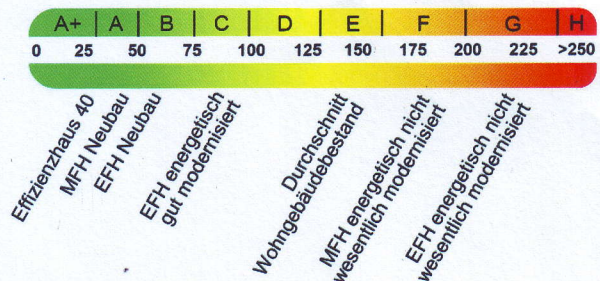 A+ A B C D E F G H
0 25 50 75 100 125 150 175 200 225 >250
Effizienzhaus 40
MFH Neubau
EFH Neubau
EFH energetisch
gut modernisiert
Durchschnitt
Wohngebäudebestand
MFH energetisch nicht
wesentlich modernisiert
EFH energetisch nicht
wesentlich modernisiert